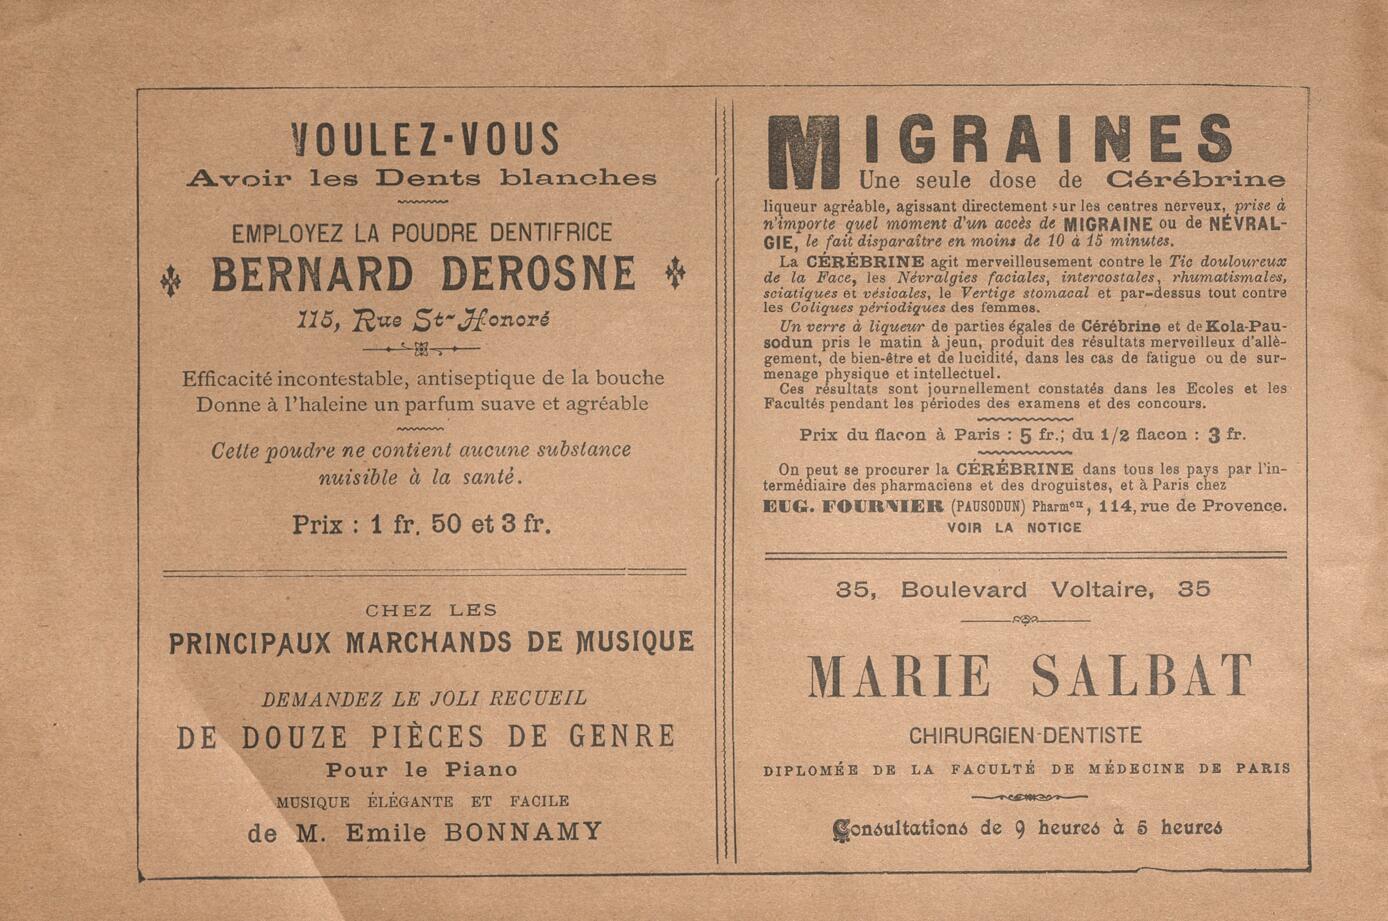 VOULEZ-VOUS
Avoir les Dents blanches
EMPLOYEZ LA POUDRE DENTIFRICE
BERNARD DEROSNE
115, Rue St-Honoré
Efficacité incontestable, antiseptique de la bouche
Donne à l'haleine un parfum suave et agréable
Cette poudre ne contient aucune substance
nuisible à la santé.
Prix : 1 fr. 50 et 3 fr.
CHEZ LES
PRINCIPAUX MARCHANDS DE MUSIQUE
DEMANDEZ LE JOLI RECUEIL
DE DOUZE PIÈCES DE GENRE
Pour le Piano
MUSIQUE ÉLÉGANTE ET FACILE
de M. Emile BONNAMY
MIGRAINES
Une seule dose de Cérébrine
liqueur agréable, agissant directement sur les centres nerveux, prise à
n'importe quel moment d'un accès de MIGRAINE ou de NÉVRAL-
GIE, le fait disparaître en moins de 10 à 15 minutes.
La CÉRÉBRINE agit merveilleusement contre le Tic douloureux
de la Face, les Névralgies faciales, intercostales, rhumatismales,
sciatiques et vésicales, le Vertige stomacal et par-dessus tout contre
les Coliques périodiques des femmes.
Un verre à liqueur de parties égales de Cérébrine et de Kola-Pau-
sodun pris le matin à jeun, produit des résultats merveilleux d'allè-
gement, de bien-être et de lucidité, dans les cas de fatigue ou de sur-
menage physique et intellectuel.
Ces résultats sont journellement constatés dans les Ecoles et les
Facultés pendant les périodes des examens et des concours.
Prix du flacon à Paris : 5 fr.; du 1/2 flacon : 3 fr.
On peut se procurer la CÉRÉBRINE dans tous les pays par l'in-
termédiaire des pharmaciens et des droguistes, et à Paris chez
EUG. FOURNIER (PAUSODUN) Pharmᵉⁿ, 114, rue de Provence.
VOIR LA NOTICE
35, Boulevard Voltaire, 35
MARIE SALBAT
CHIRURGIEN-DENTISTE
DIPLOMÉE DE LA FACULTÉ DE MÉDECINE DE PARIS
Consultations de 9 heures à 5 heures